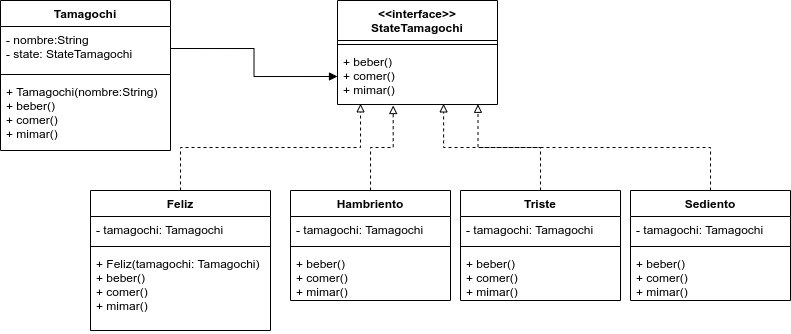 Tamagochi
- nombre:String
- state: StateTamagochi
+ Tamagochi(nombre:String)
+ beber()
+ comer()
+ mimar()
<<interface>>
StateTamagochi
+ beber()
+ comer()
+ mimar()
Feliz
- tamagochi: Tamagochi
+ Feliz(tamagochi: Tamagochi)
+ beber()
+ comer()
+ mimar()
Hambriento
- tamagochi: Tamagochi
+ beber()
+ comer()
+ mimar()
Triste
- tamagochi: Tamagochi
+ beber()
+ comer()
+ mimar()
Sediento
- tamagochi: Tamagochi
+ beber()
+ comer()
+ mimar()